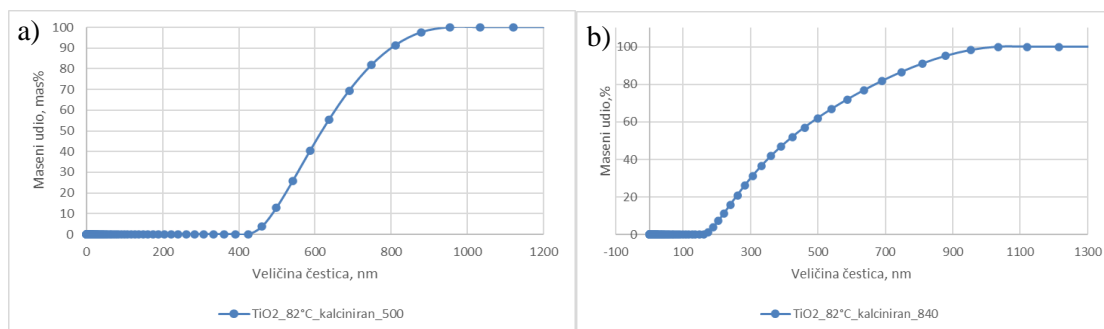 a)
100
90
80
70
60
50
40
30
20
10
0
Maseni udio, mas%
0 200 400 600 800 1000 1200
Veličina čestica, nm
TiO2_82°C_kalciniran_500
b)
100
80
60
40
20
0
Maseni udio,%
-100 100 300 500 700 900 1100 1300
Veličina čestica, nm
TiO2_82°C_kalciniran_840